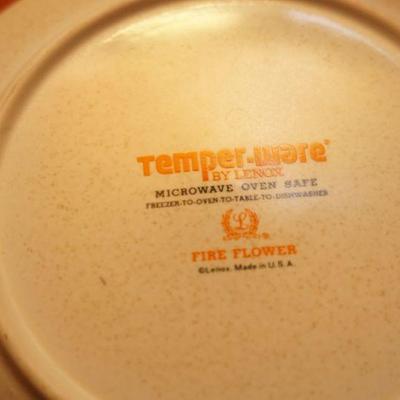 Temper-ware®
BY LENOX
MICROWAVE OVEN SAFE
FREEZER-TO-OVEN-TO-TABLE-TO-DISHWASHER
L
FIRE FLOWER
©Lenox. Made in U.S.A.